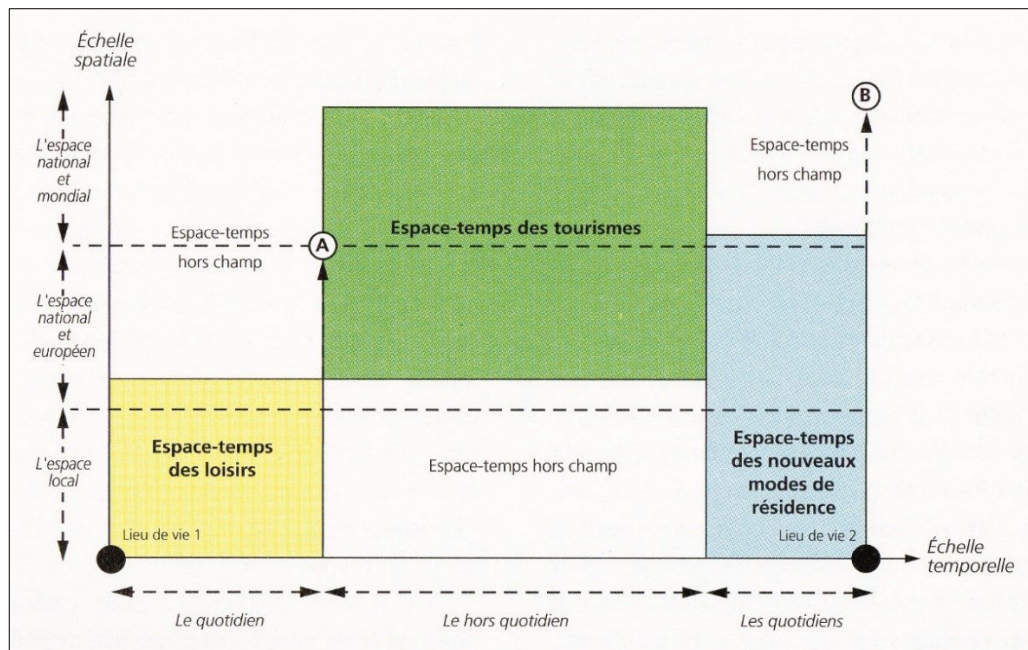 Échelle
spatiale
B
L'espace
national
et
mondial
Espace-temps
hors champ
Espace-temps des tourismes
Espace-temps
hors champ
A
L'espace
national
et
européen
Espace-temps
des loisirs
Espace-temps hors champ
Espace-temps
des nouveaux
modes de
résidence
L'espace
local
Lieu de vie 1
Lieu de vie 2
Échelle
temporelle
Le quotidien
Le hors quotidien
Les quotidiens